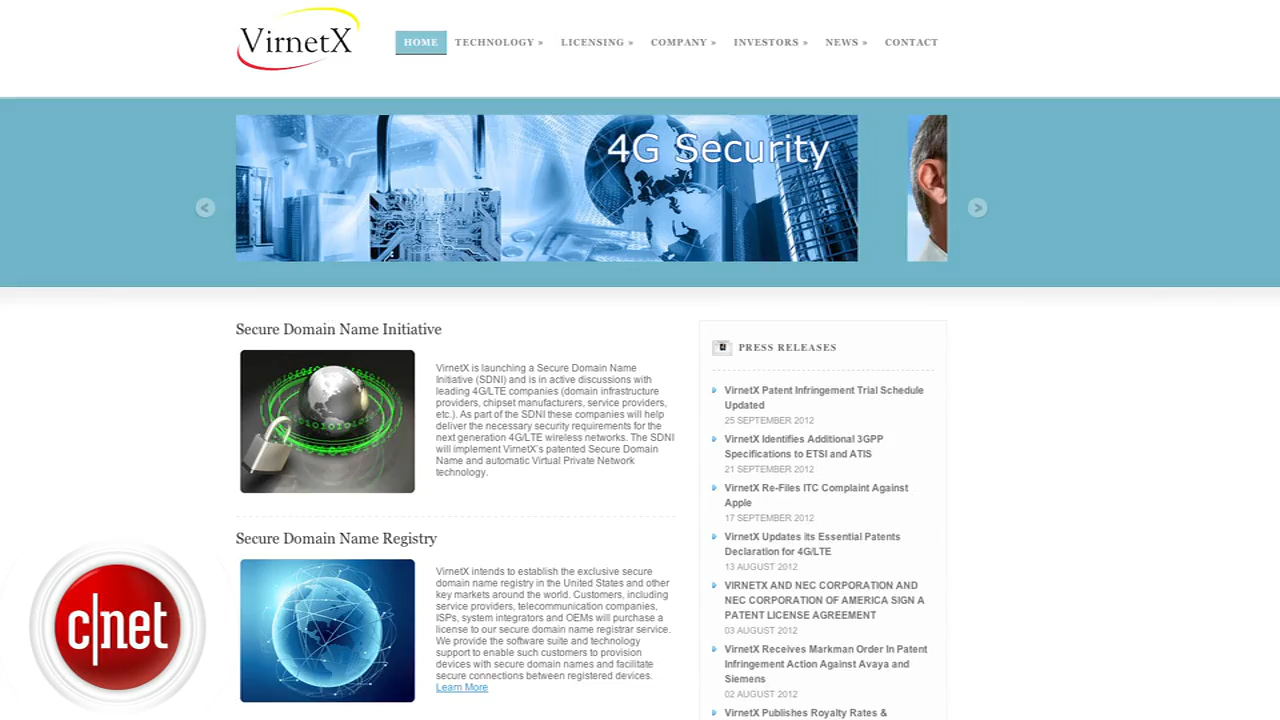 VirnetX
HOME
TECHNOLOGY »
LICENSING »
COMPANY »
INVESTORS »
NEWS »
CONTACT
4G Security
Secure Domain Name Initiative
VirnetX is launching a Secure Domain Name
Initiative (SDNI) and is in active discussions with
leading 4G/LTE companies (domain infrastructure
providers, chipset manufacturers, service providers,
etc.). As part of the SDNI these companies will help
deliver the necessary security requirements for the
next generation 4G/LTE wireless networks. The SDNI
will implement VirnetX's patented Secure Domain
Name and automatic Virtual Private Network
technology.
Secure Domain Name Registry
VirnetX intends to establish the exclusive secure
domain name registry in the United States and other
key markets around the world. Customers, including
service providers, telecommunication companies,
ISPs, system integrators and OEMs will purchase a
license to our secure domain name registrar service.
We provide the software suite and technology
support to enable such customers to provision
devices with secure domain names and facilitate
secure connections between registered devices.
Learn More
PRESS RELEASES
VirnetX Patent Infringement Trial Schedule
Updated
25 SEPTEMBER 2012
VirnetX Identifies Additional 3GPP
Specifications to ETSI and ATIS
21 SEPTEMBER 2012
VirnetX Re-Files ITC Complaint Against
Apple
17 SEPTEMBER 2012
VirnetX Updates its Essential Patents
Declaration for 4G/LTE
13 AUGUST 2012
VIRNETX AND NEC CORPORATION AND
NEC CORPORATION OF AMERICA SIGN A
PATENT LICENSE AGREEMENT
03 AUGUST 2012
VirnetX Receives Markman Order In Patent
Infringement Action Against Avaya and
Siemens
02 AUGUST 2012
VirnetX Publishes Royalty Rates &
c|net